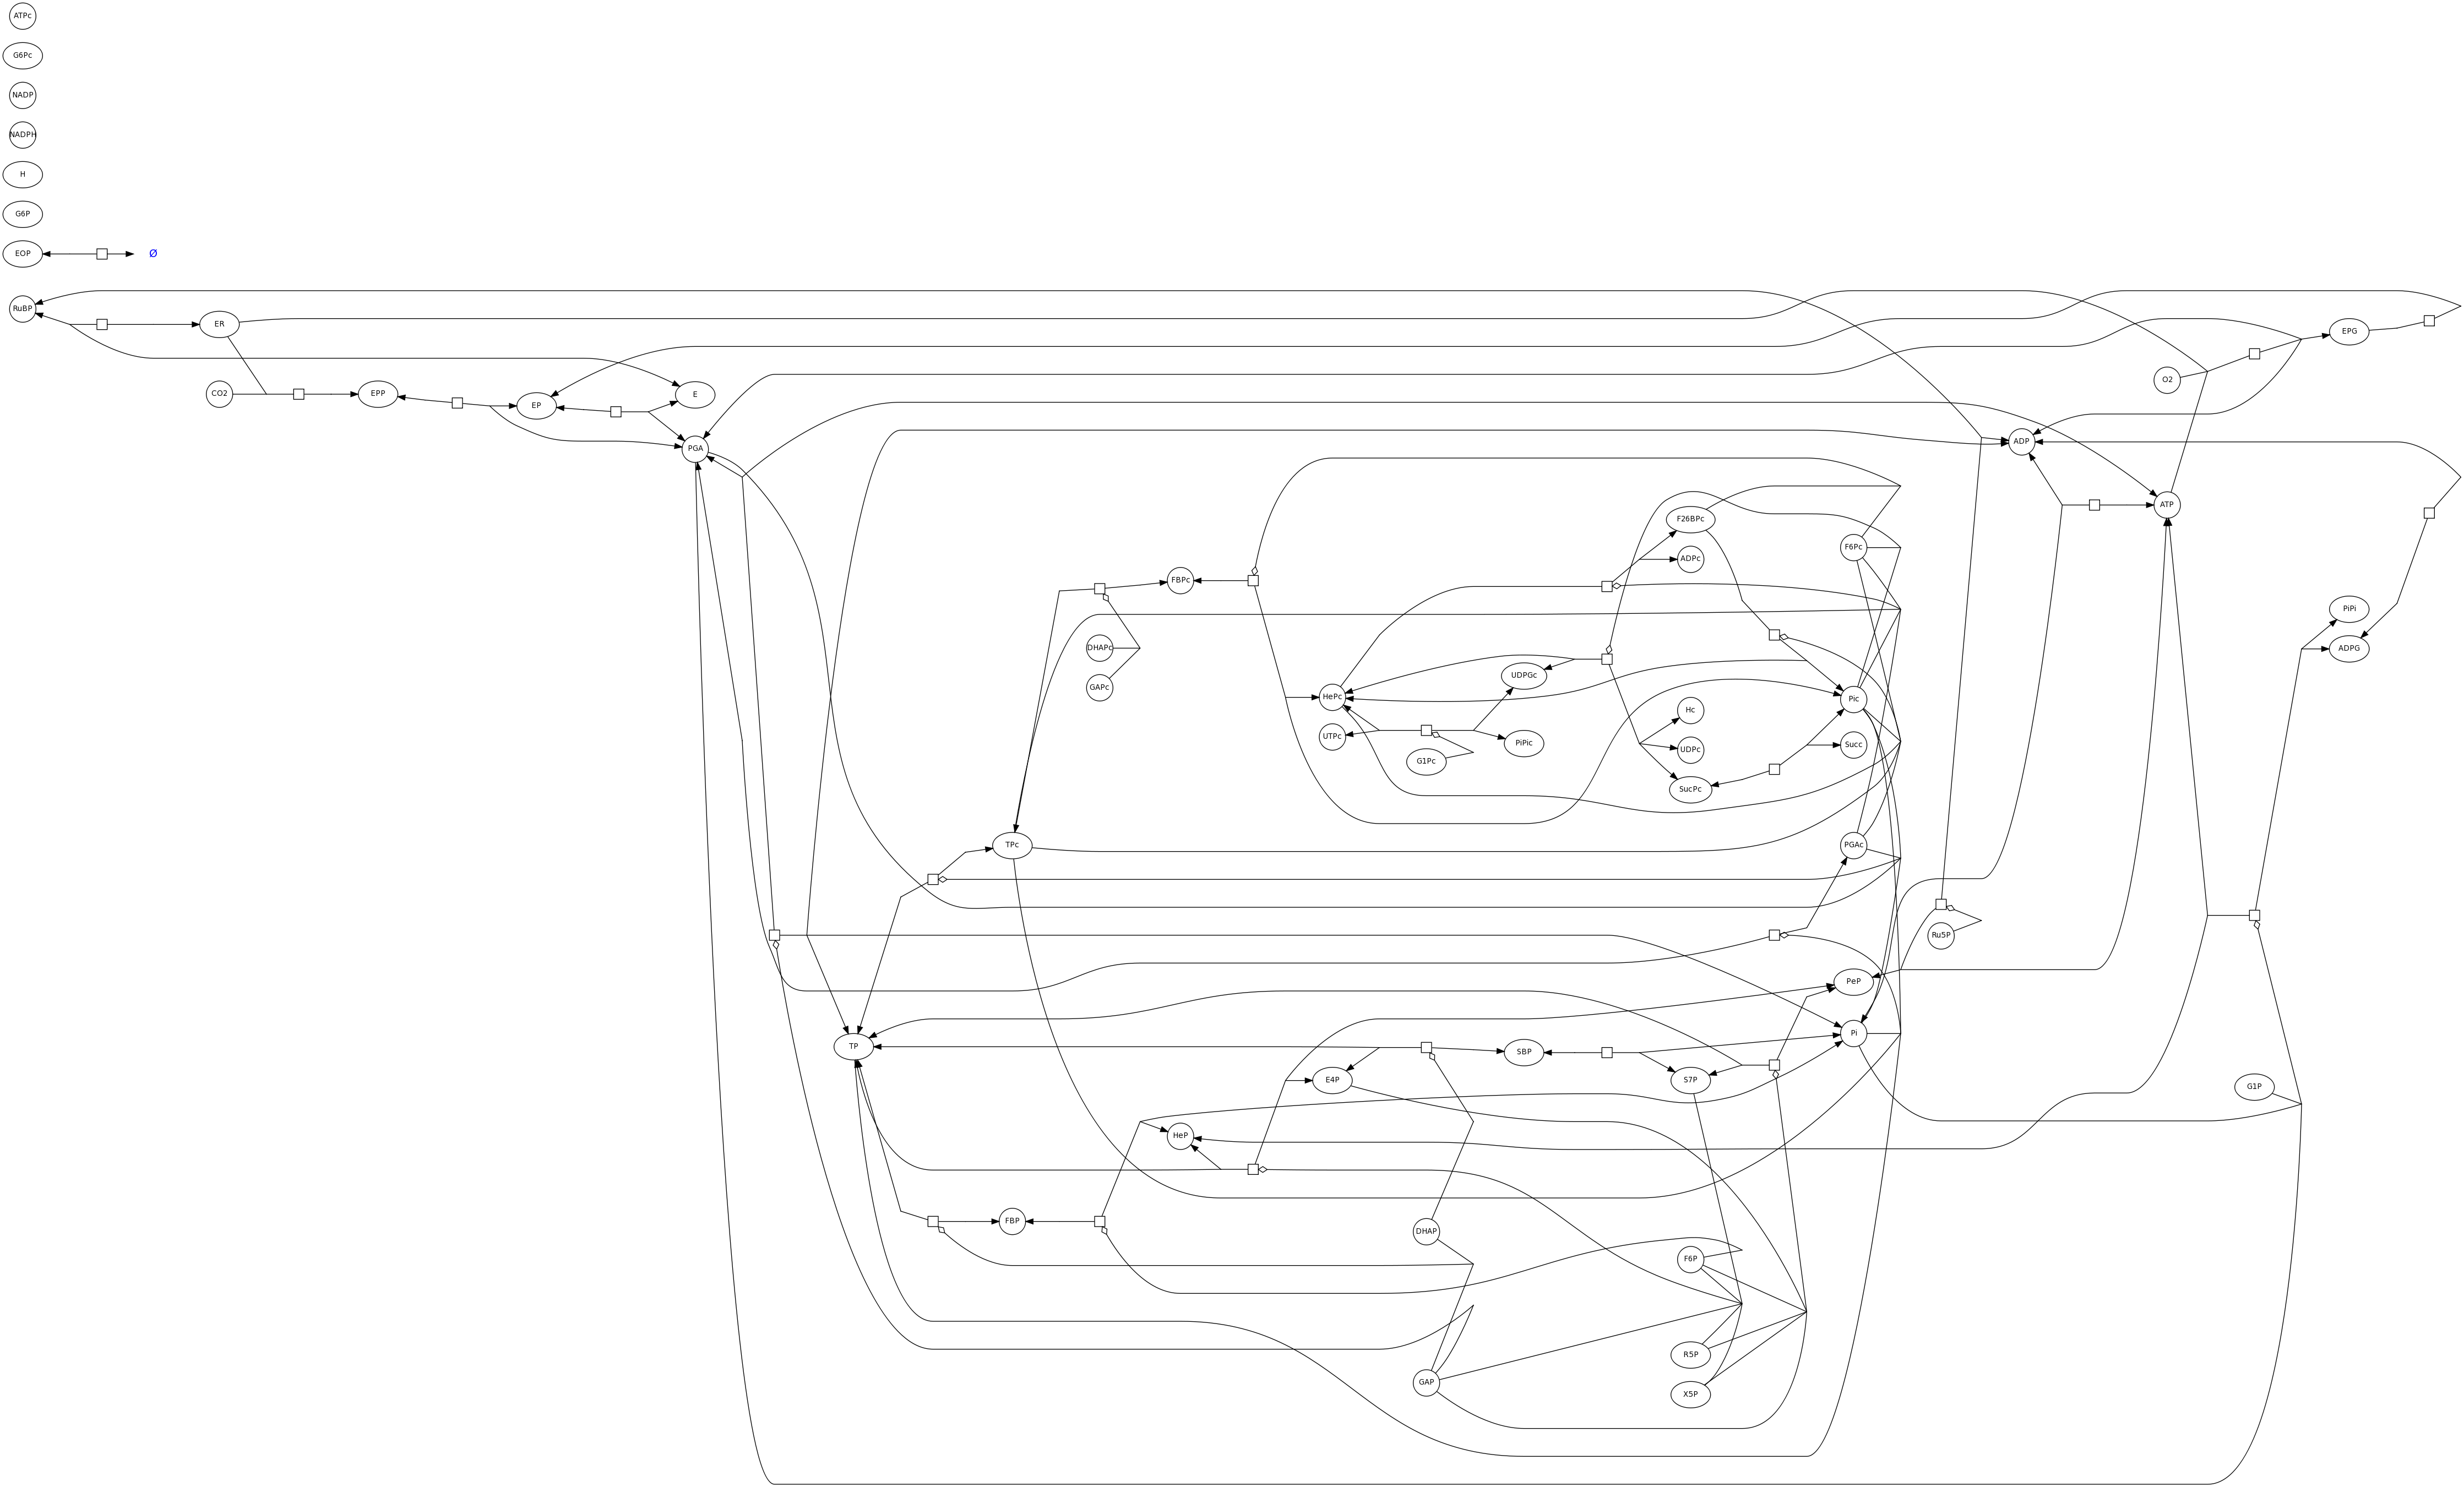 ATPc
G6Pc
NADP
NADPH
H
G6P
EOP
Ø
RuBP
ER
EPG
O2
CO2
EPP
EP
E
PGA
ADP
ATP
F26BPc
F6Pc
ADPc
FBPc
PiPi
DHAPc
ADPG
UDPGc
GAPc
HePc
Pic
Hc
UTPc
PiPic
UDPc
Succ
G1Pc
SucPc
TPc
PGAc
Ru5P
PeP
Pi
TP
SBP
E4P
S7P
G1P
HeP
FBP
DHAP
F6P
R5P
GAP
X5P